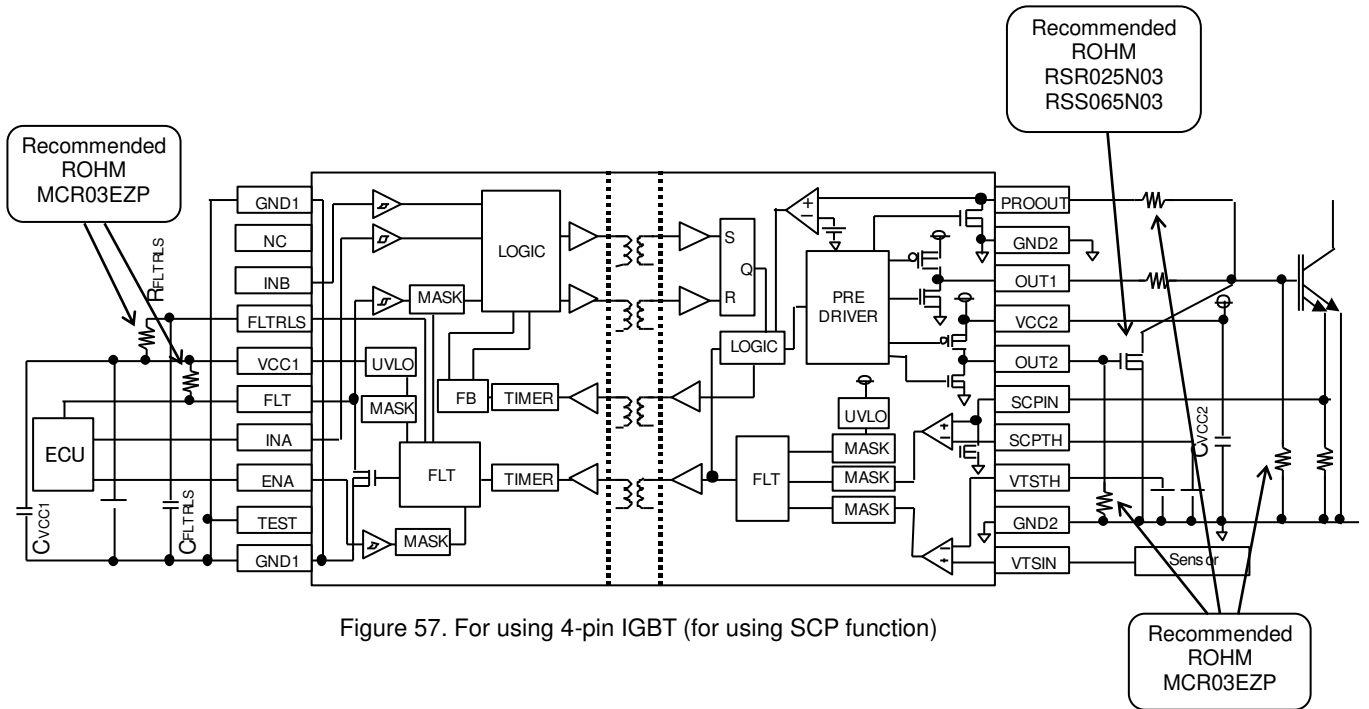 Recommended
ROHM
RSR025N03
RSS065N03
Recommended
ROHM
MCR03EZP
GND1
NC
INB
FLTRLS
VCC1
FLT
INA
ENA
TEST
GND1
RFLTRLS
ECU
CVCC1
CFLTRLS
LOGIC
MASK
UVLO
MASK
FB
TIMER
FLT
TIMER
MASK
S
Q
R
LOGIC
+
−
PRE
DRIVER
UVLO
MASK
FLT
MASK
MASK
+
−
−
+
PROOUT
GND2
OUT1
VCC2
OUT2
SCPIN
SCPTH
VTSTH
GND2
VTSIN
CVCC2
Sensor
Figure 57. For using 4-pin IGBT (for using SCP function)
Recommended
ROHM
MCR03EZP